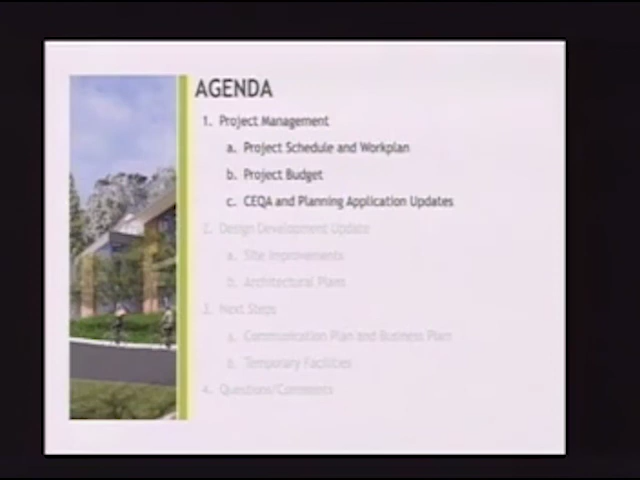 AGENDA
1. Project Management
a. Project Schedule and Workplan
b. Project Budget
c. CEQA and Planning Application Updates
2. Design Development Update
a. Site Improvements
b. Architectural Plans
3. Next Steps
a. Communication Plan and Business Plan
b. Temporary Facilities
4. Questions/Comments